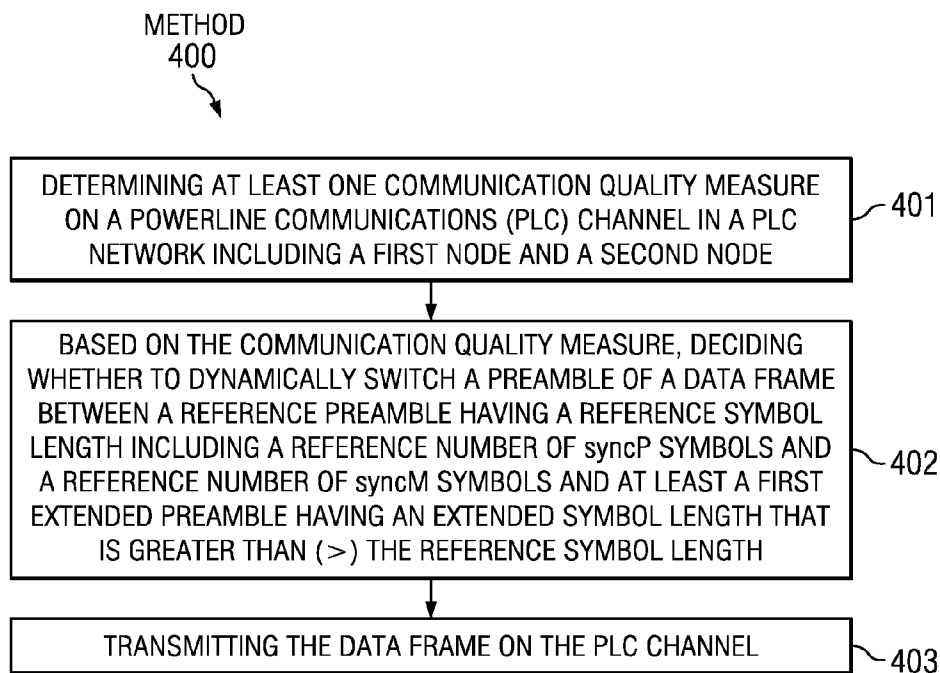 METHOD
400
DETERMINING AT LEAST ONE COMMUNICATION QUALITY MEASURE
ON A POWERLINE COMMUNICATIONS (PLC) CHANNEL IN A PLC
NETWORK INCLUDING A FIRST NODE AND A SECOND NODE
401
BASED ON THE COMMUNICATION QUALITY MEASURE, DECIDING
WHETHER TO DYNAMICALLY SWITCH A PREAMBLE OF A DATA FRAME
BETWEEN A REFERENCE PREAMBLE HAVING A REFERENCE SYMBOL
LENGTH INCLUDING A REFERENCE NUMBER OF syncP SYMBOLS AND
A REFERENCE NUMBER OF syncM SYMBOLS AND AT LEAST A FIRST
EXTENDED PREAMBLE HAVING AN EXTENDED SYMBOL LENGTH THAT
IS GREATER THAN (>) THE REFERENCE SYMBOL LENGTH
402
TRANSMITTING THE DATA FRAME ON THE PLC CHANNEL
403